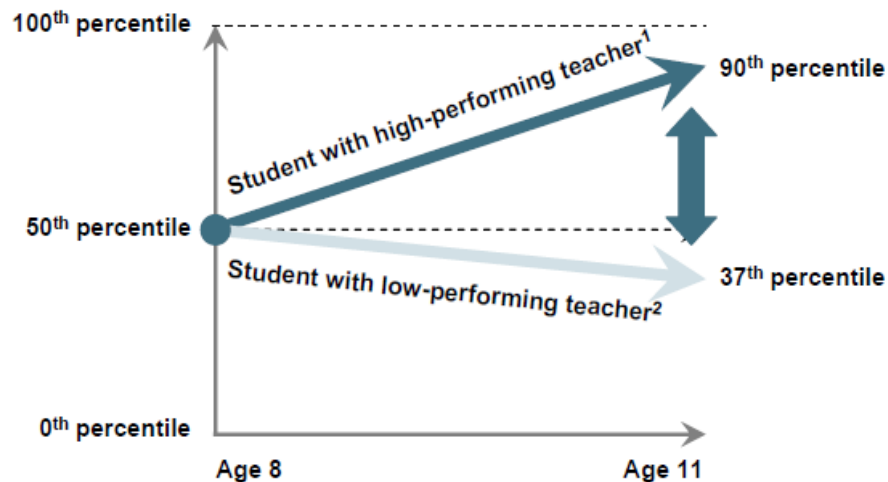 100th percentile
Student with high-performing teacher1
90th percentile
50th percentile
Student with low-performing teacher2
37th percentile
0th percentile
Age 8
Age 11